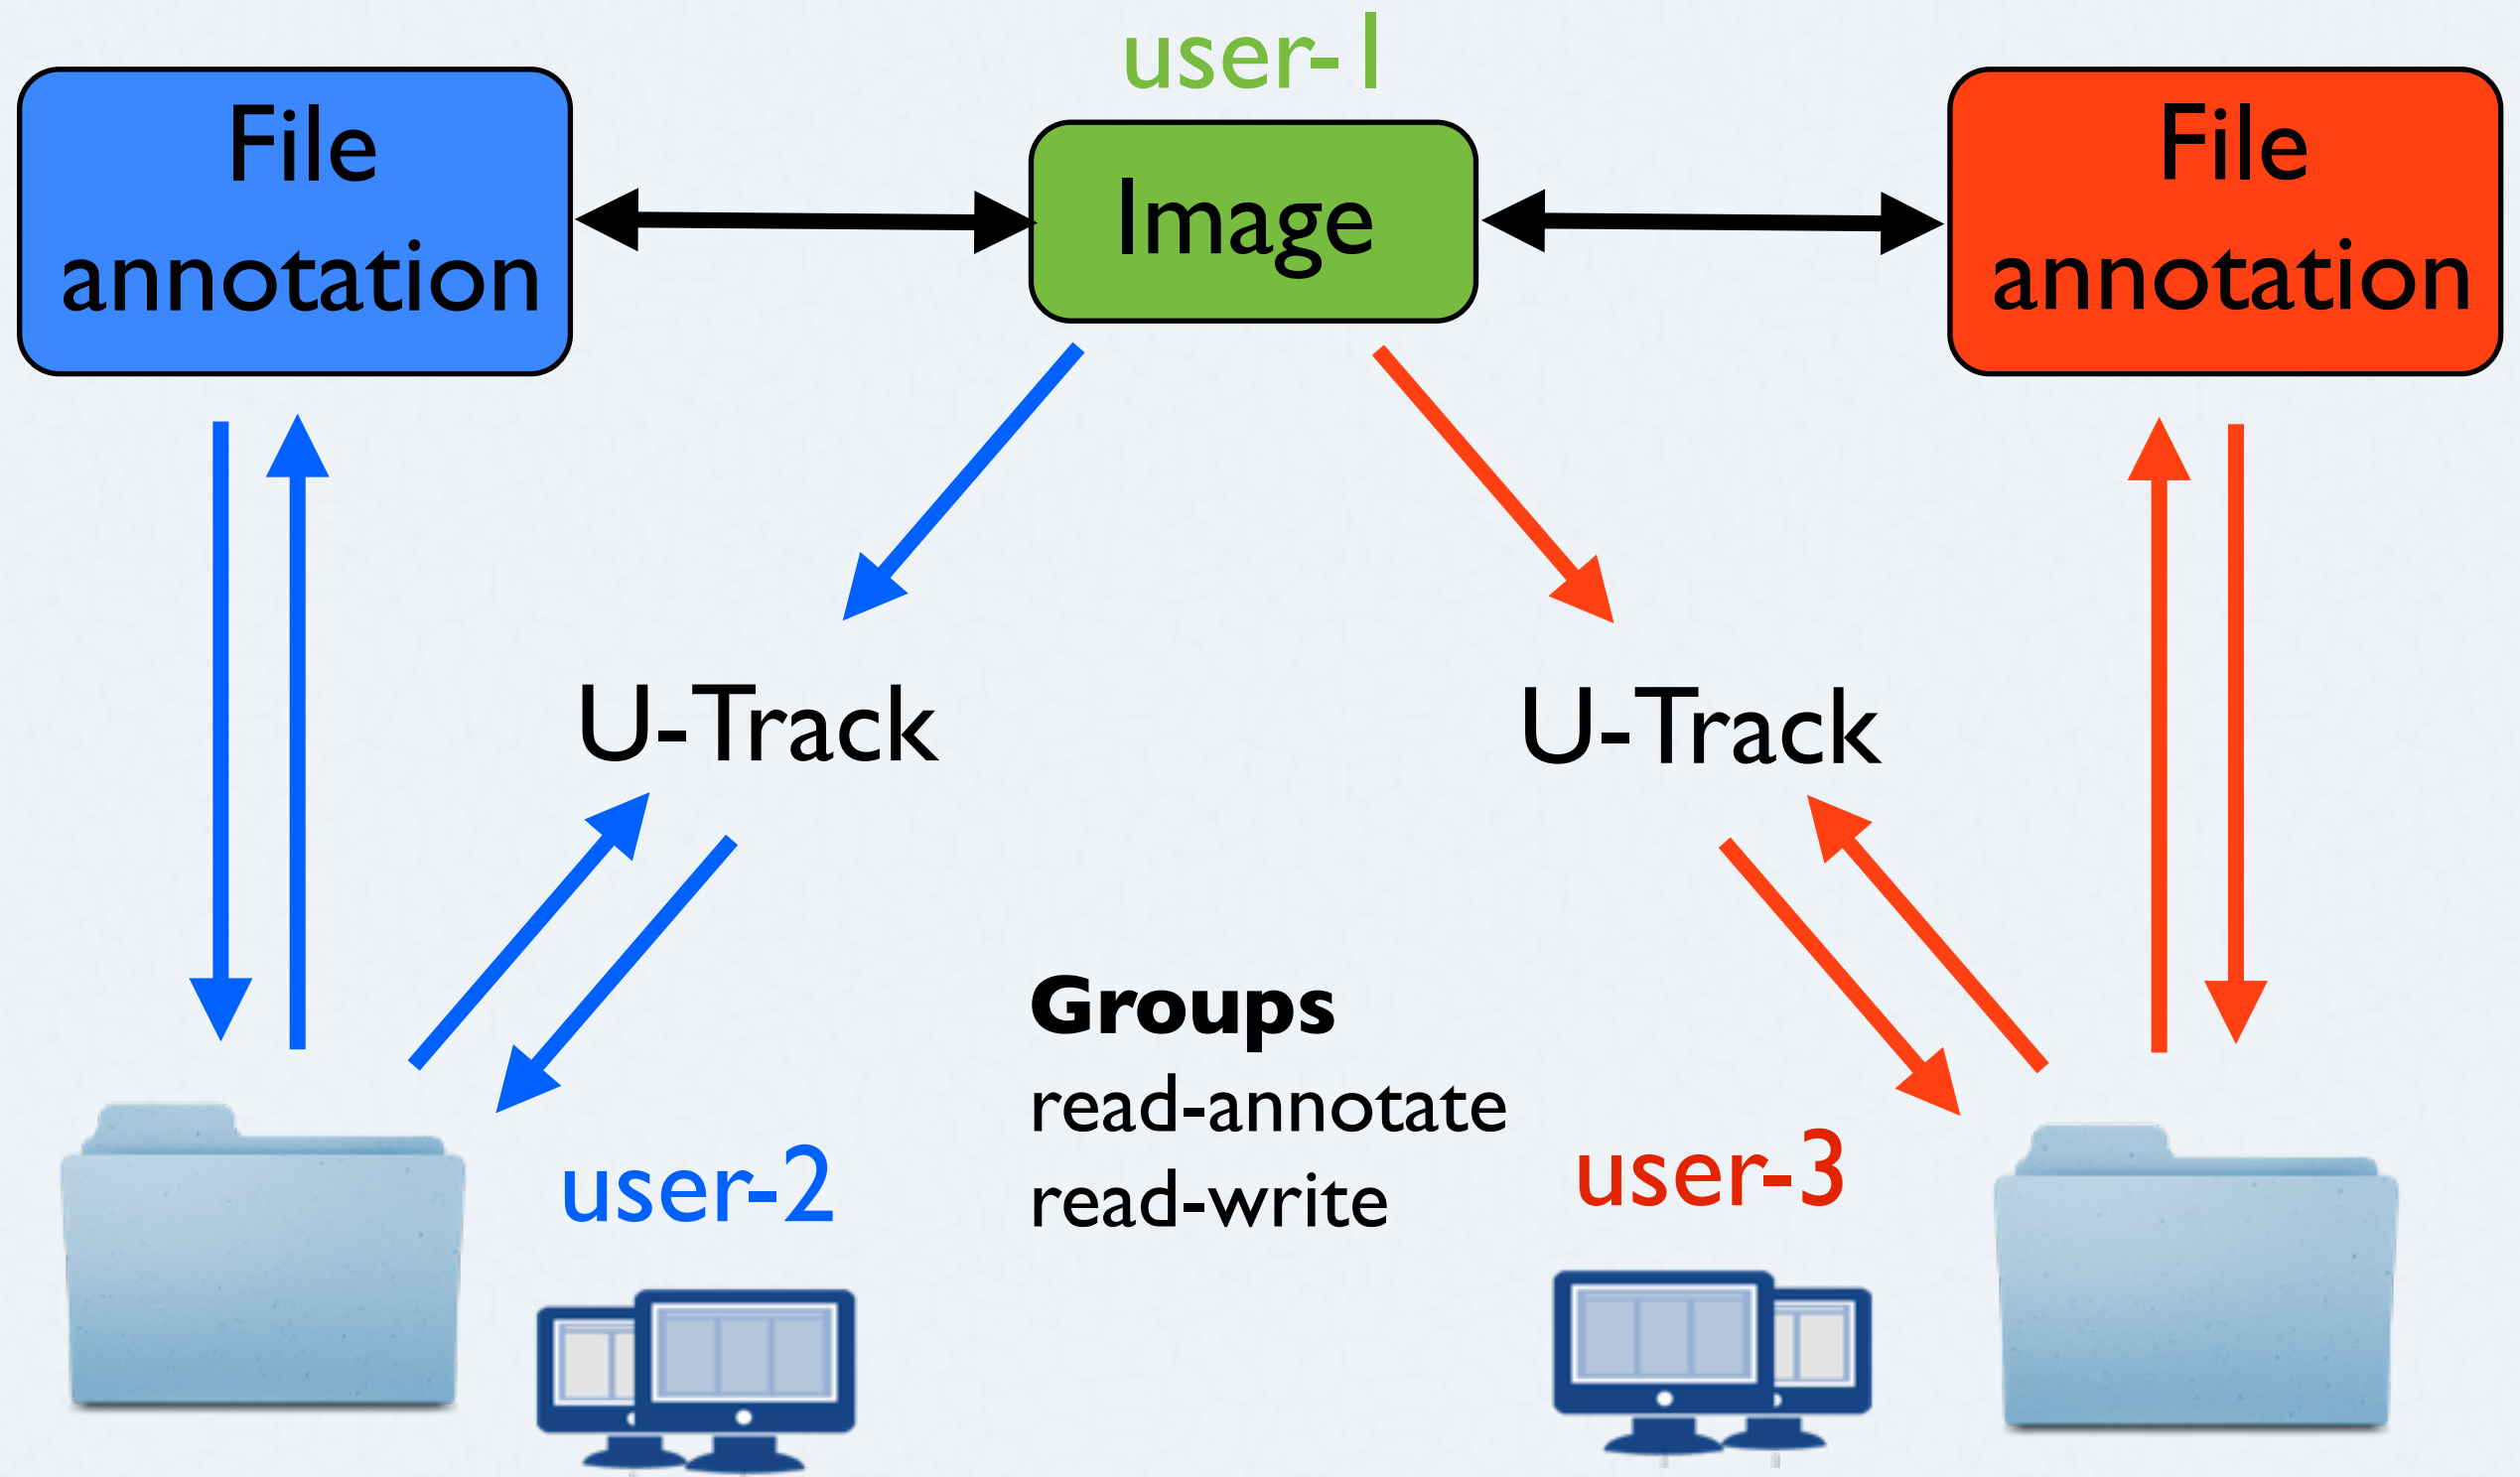 user-1
File
annotation
Image
File
annotation
U-Track
U-Track
Groups
read-annotate
read-write
user-2
user-3